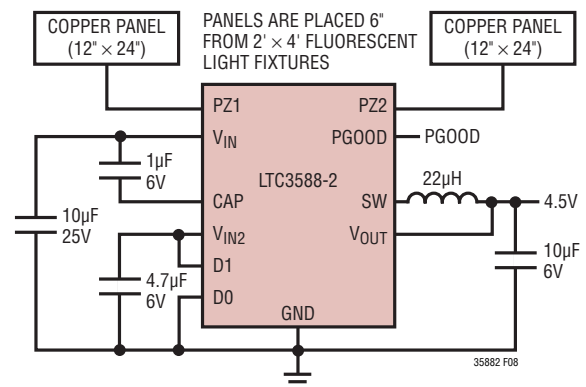 COPPER PANEL
(12" × 24")
PANELS ARE PLACED 6"
FROM 2' × 4' FLUORESCENT
LIGHT FIXTURES
COPPER PANEL
(12" × 24")
PZ1
PZ2
VIN
PGOOD
PGOOD
1µF
6V
LTC3588-2
22µH
CAP
SW
4.5V
10µF
25V
VIN2
VOUT
4.7µF
6V
D1
10µF
6V
D0
GND
35882 F08